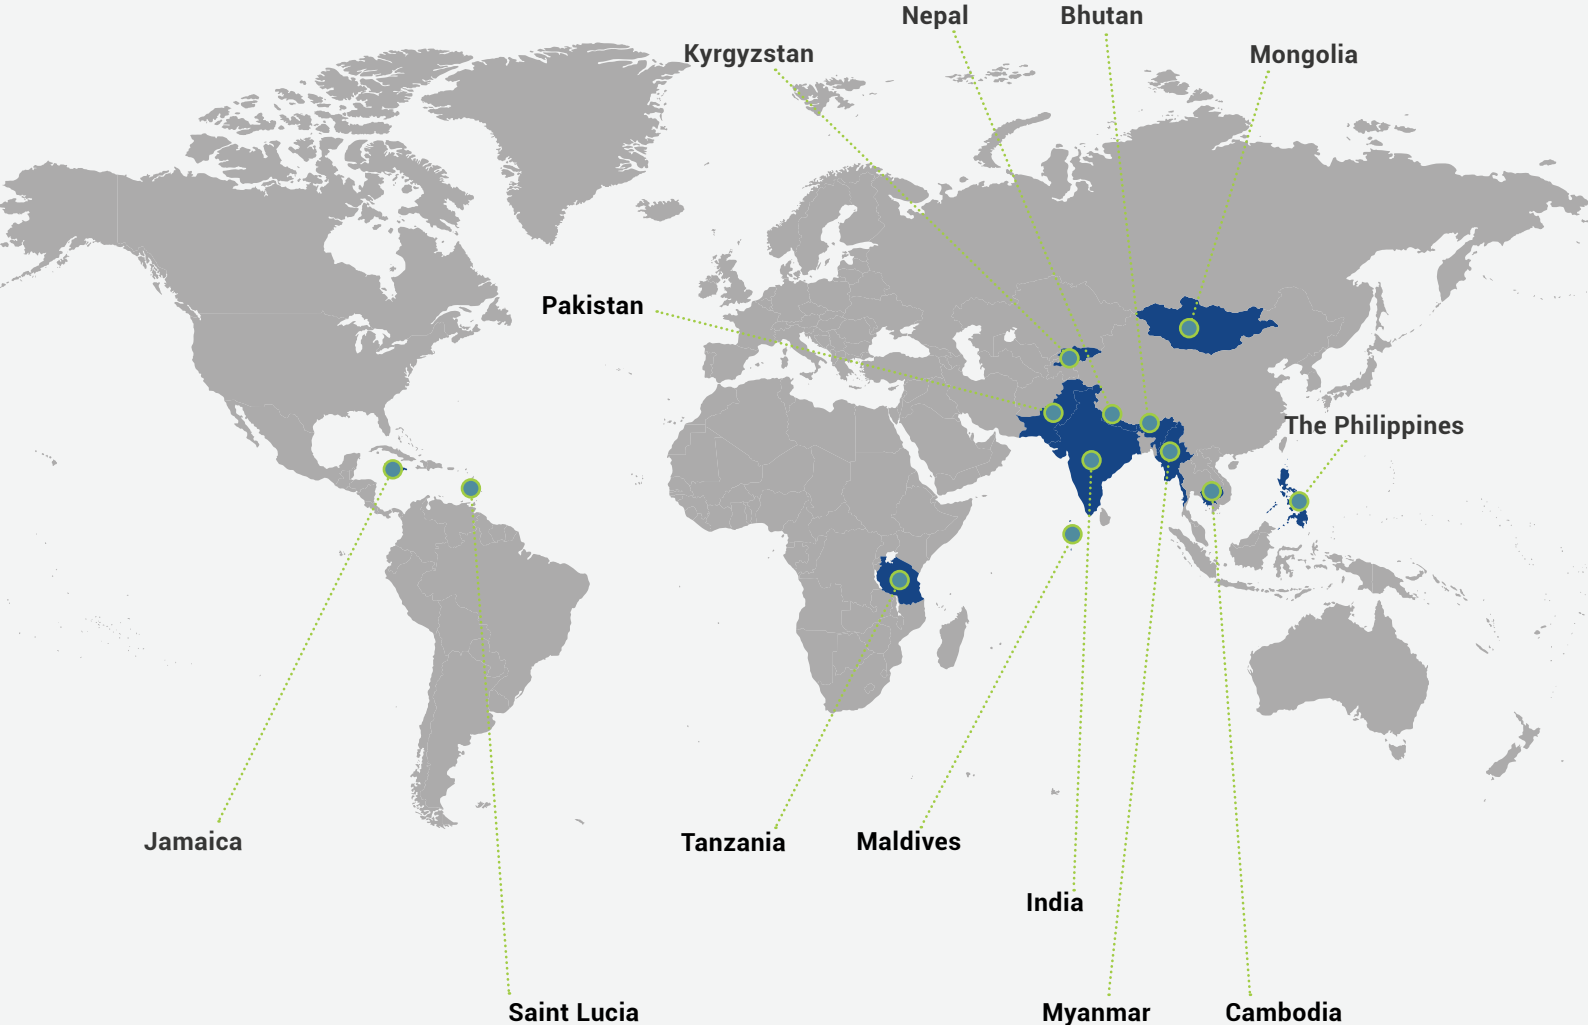 Nepal
Bhutan
Kyrgyzstan
Mongolia
Pakistan
The Philippines
Jamaica
Tanzania
Maldives
India
Saint Lucia
Myanmar
Cambodia